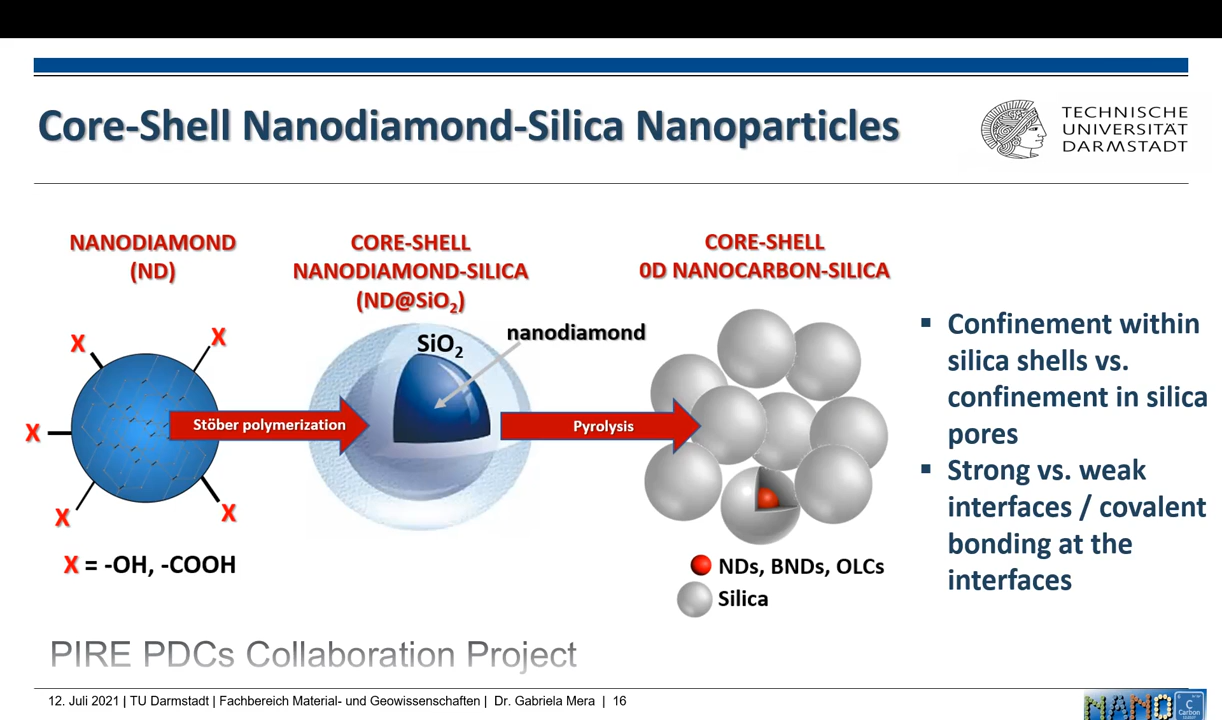 Core-Shell Nanodiamond-Silica Nanoparticles
TECHNISCHE
UNIVERSITÄT
DARMSTADT
NANODIAMOND
(ND)
X
X
X
X
X
X = -OH, -COOH
Stöber polymerization
CORE-SHELL
NANODIAMOND-SILICA
(ND@SiO₂)
SiO₂
nanodiamond
Pyrolysis
CORE-SHELL
0D NANOCARBON-SILICA
NDs, BNDs, OLCs
Silica
▪ Confinement within
silica shells vs.
confinement in silica
pores
▪ Strong vs. weak
interfaces / covalent
bonding at the
interfaces
PIRE PDCs Collaboration Project
12. Juli 2021 | TU Darmstadt | Fachbereich Material- und Geowissenschaften | Dr. Gabriela Mera | 16
NANO
C
Carbon